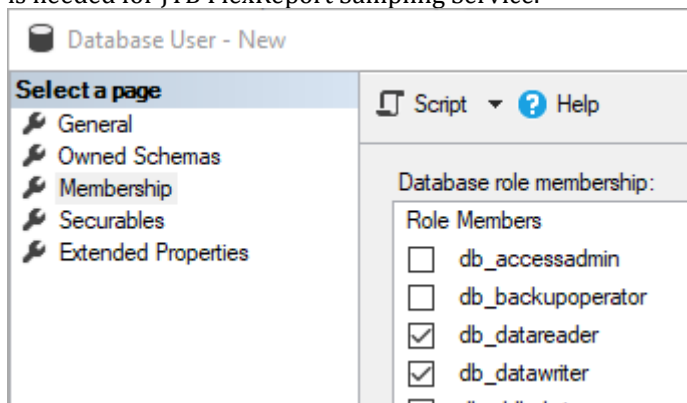 is needed for JTB FlexReport Sampling Service.
Database User - New
Select a page
General
Owned Schemas
Membership
Securables
Extended Properties
Script Help
Database role membership:
Role Members
db_accessadmin
db_backupoperator
db_datareader
db_datawriter